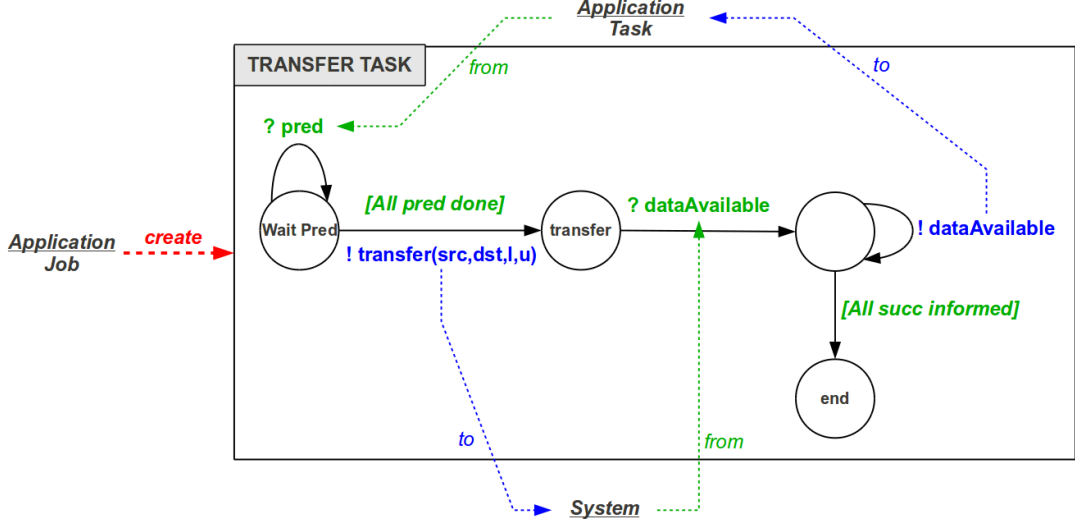 Application
Task
TRANSFER TASK
from
to
? pred
[All pred done]
? dataAvailable
Wait Pred
transfer
! dataAvailable
Application
Job
create
! transfer(src,dst,l,u)
[All succ informed]
end
to
from
System